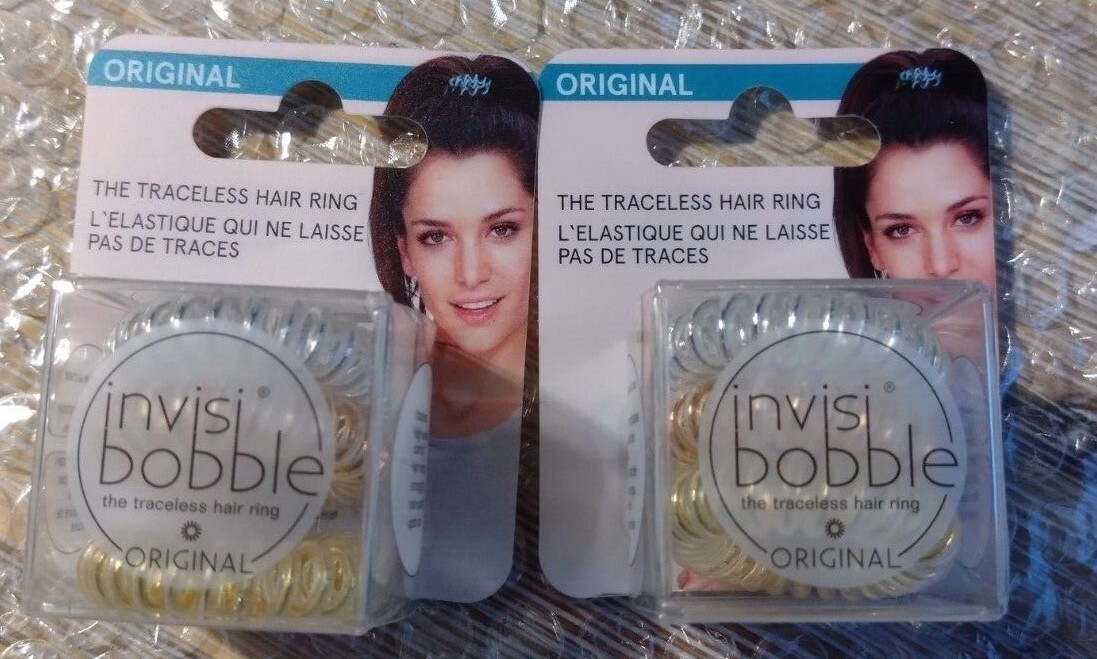 ORIGINAL
THE TRACELESS HAIR RING
L`ELASTIQUE QUI NE LAISSE
PAS DE TRACES
invisi®
bobble
the traceless hair ring
ORIGINAL
ORIGINAL
THE TRACELESS HAIR RING
L`ELASTIQUE QUI NE LAISSE
PAS DE TRACES
invisi®
bobble
the traceless hair ring
ORIGINAL